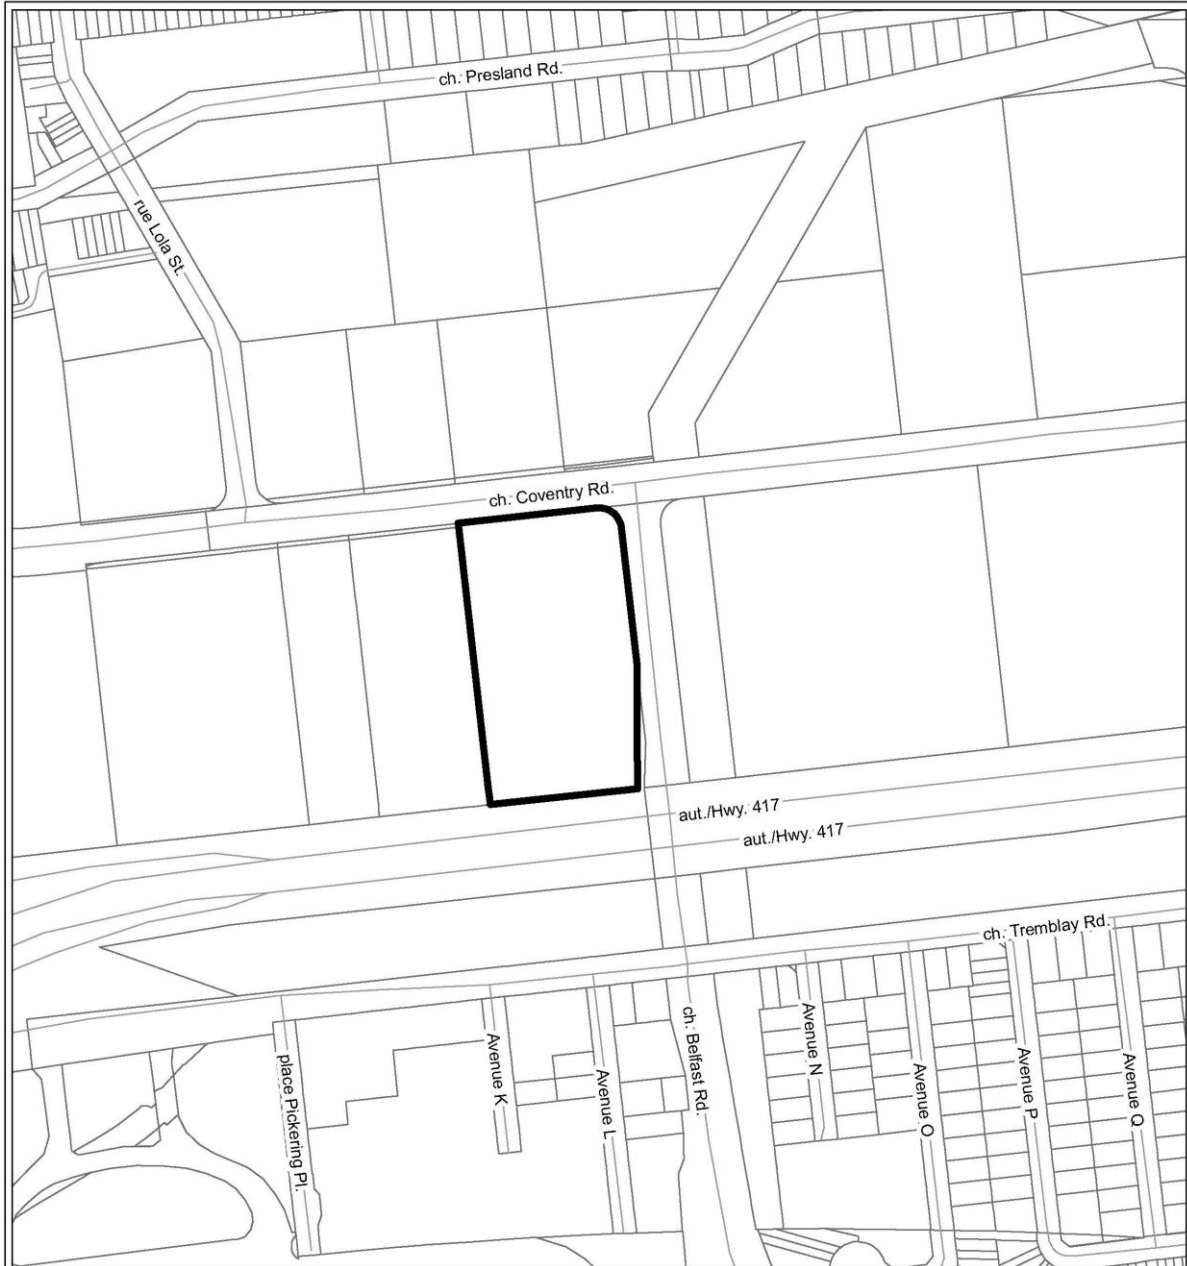 ch. Presland Rd.
rue Lola St.
ch. Coventry Rd.
aut./Hwy. 417
aut./Hwy. 417
ch. Tremblay Rd.
place Pickering Pl.
Avenue K
Avenue L
ch. Belfast Rd.
Avenue N
Avenue O
Avenue P
Avenue Q